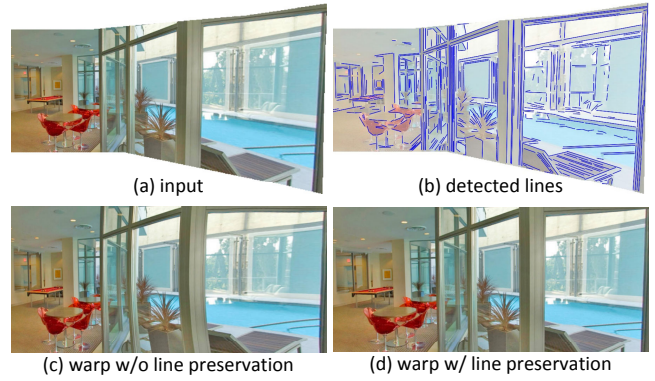 (a) input
(b) detected lines
(c) warp w/o line preservation
(d) warp w/ line preservation